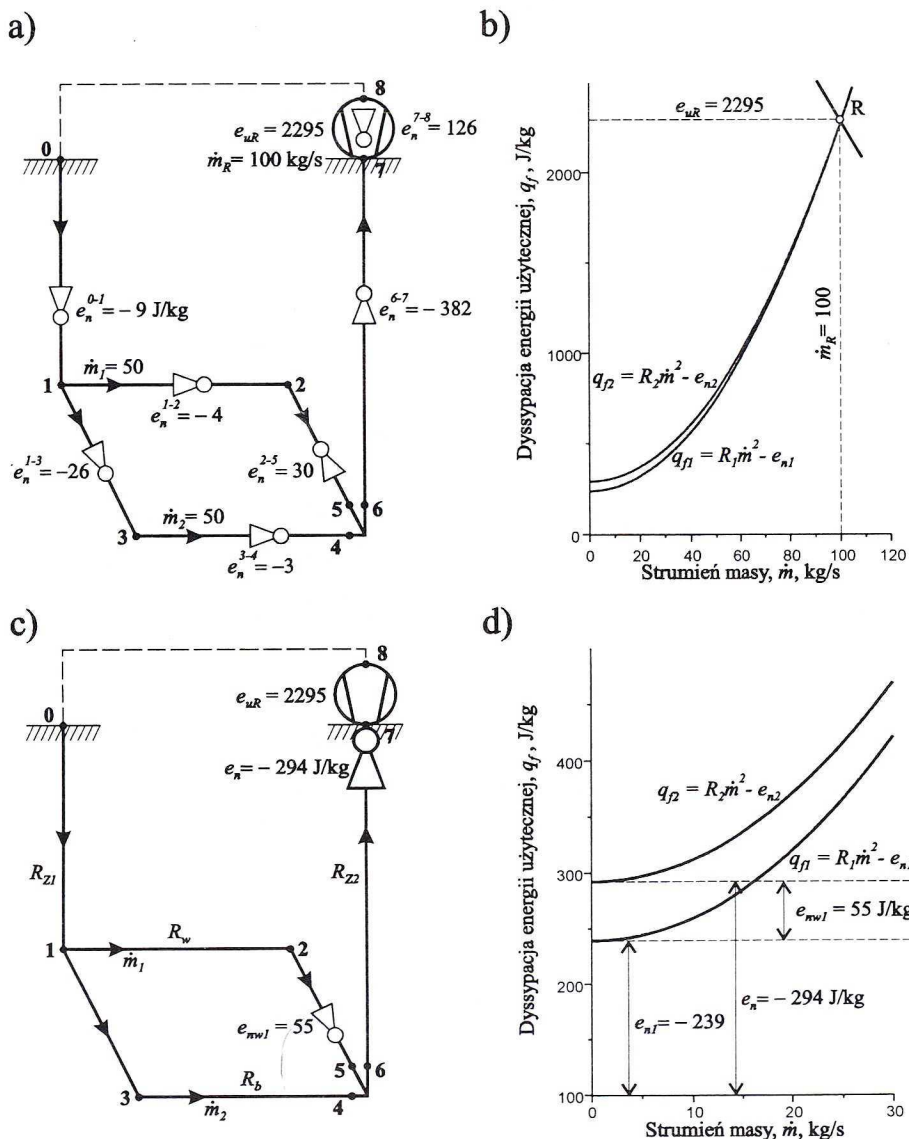 a)
8
e_uR = 2295
e_n^7-8 = 126
0
ṁ_R = 100 kg/s
7
e_n^0-1 = – 9 J/kg
e_n^6-7 = – 382
ṁ_1 = 50
1
2
e_n^1-2 = – 4
e_n^1-3 = –26
e_n^2-5 = 30
5
6
ṁ_2 = 50
3
4
e_n^3-4 = –3
b)
Dyssypacja energii użytecznej, q_f, J/kg
2000
1000
0
e_uR = 2295
R
ṁ_R = 100
q_f2 = R_2ṁ^2 - e_n2
q_f1 = R_1ṁ^2 - e_n1
0 20 40 60 80 100 120
Strumień masy, ṁ, kg/s
c)
8
e_uR = 2295
0
7
e_n = – 294 J/kg
R_Z1
R_Z2
R_w
1
2
ṁ_1
e_nw1 = 55
5
6
R_b
3
4
ṁ_2
d)
Dyssypacja energii użytecznej, q_f, J/kg
400
300
200
100
q_f2 = R_2ṁ^2 - e_n2
q_f1 = R_1ṁ^2 - e_n
e_nw1 = 55 J/kg
e_n = – 294 J/kg
e_n1 = – 239
0 10 20 30
Strumień masy, ṁ, kg/s